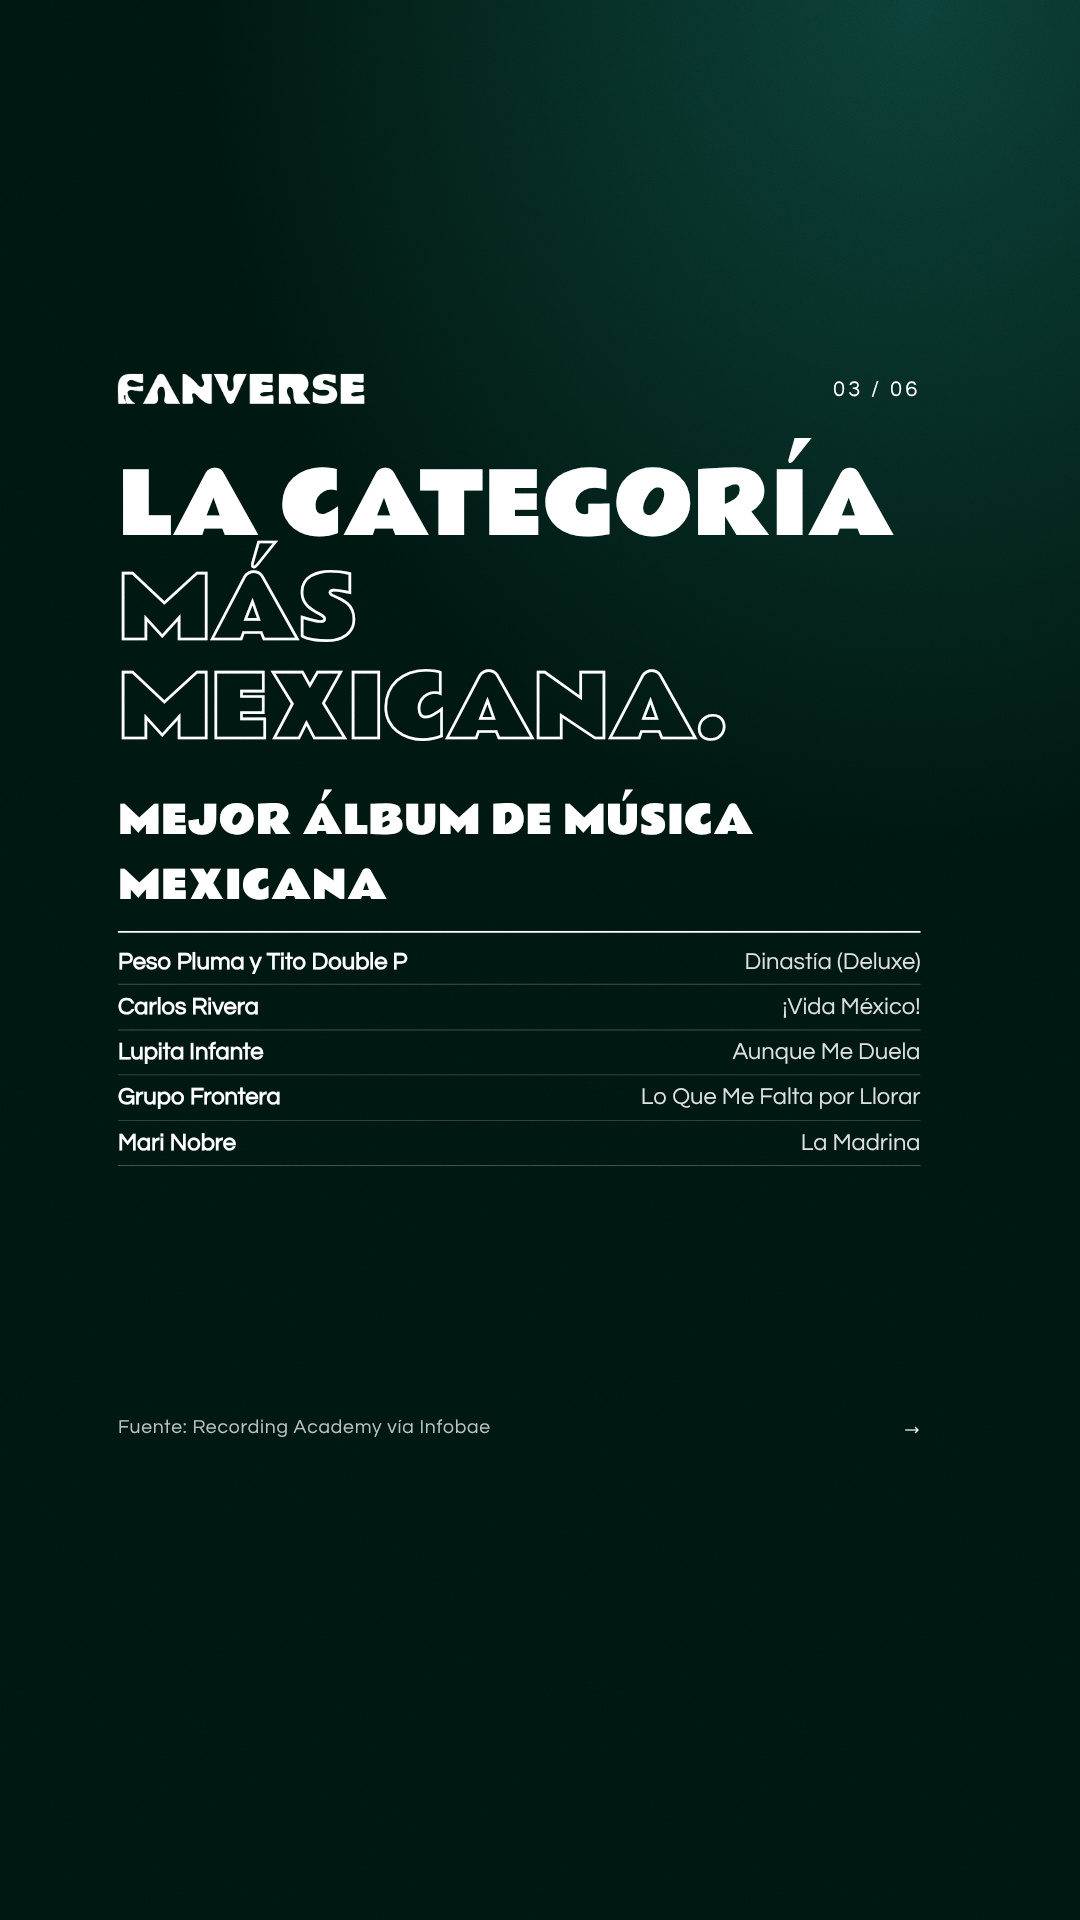 FANVERSE
03 / 06
LA CATEGORÍA
MÁS
MEXICANA.
MEJOR ÁLBUM DE MÚSICA
MEXICANA
Peso Pluma y Tito Double P Dinastía (Deluxe)
Carlos Rivera ¡Vida México!
Lupita Infante Aunque Me Duela
Grupo Frontera Lo Que Me Falta por Llorar
Mari Nobre La Madrina
Fuente: Recording Academy vía Infobae →